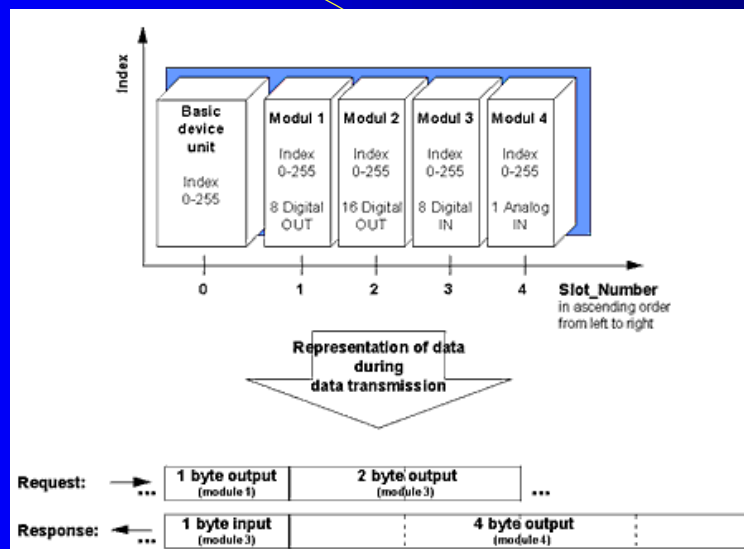 Index
Basic
device
unit
Index
0-255
Modul 1
Index
0-255
8 Digital
OUT
Modul 2
Index
0-255
16 Digital
OUT
Modul 3
Index
0-255
8 Digital
IN
Modul 4
Index
0-255
1 Analog
IN
0 1 2 3 4
Slot_Number
in ascending order
from left to right
Representation of data
during
data transmission
Request: ... 1 byte output 2 byte output ...
(module 1) (module 3)
Response: ... 1 byte input 4 byte output
(module 3) (module 4)